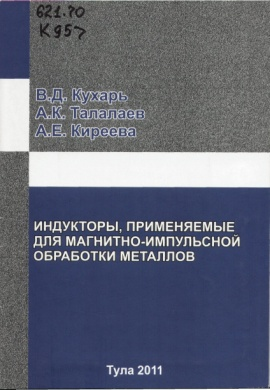 621.70
К957
В.Д. Кухарь
А.К. Талалаев
А.Е. Киреева
ИНДУКТОРЫ, ПРИМЕНЯЕМЫЕ
ДЛЯ МАГНИТНО-ИМПУЛЬСНОЙ
ОБРАБОТКИ МЕТАЛЛОВ
Тула 2011